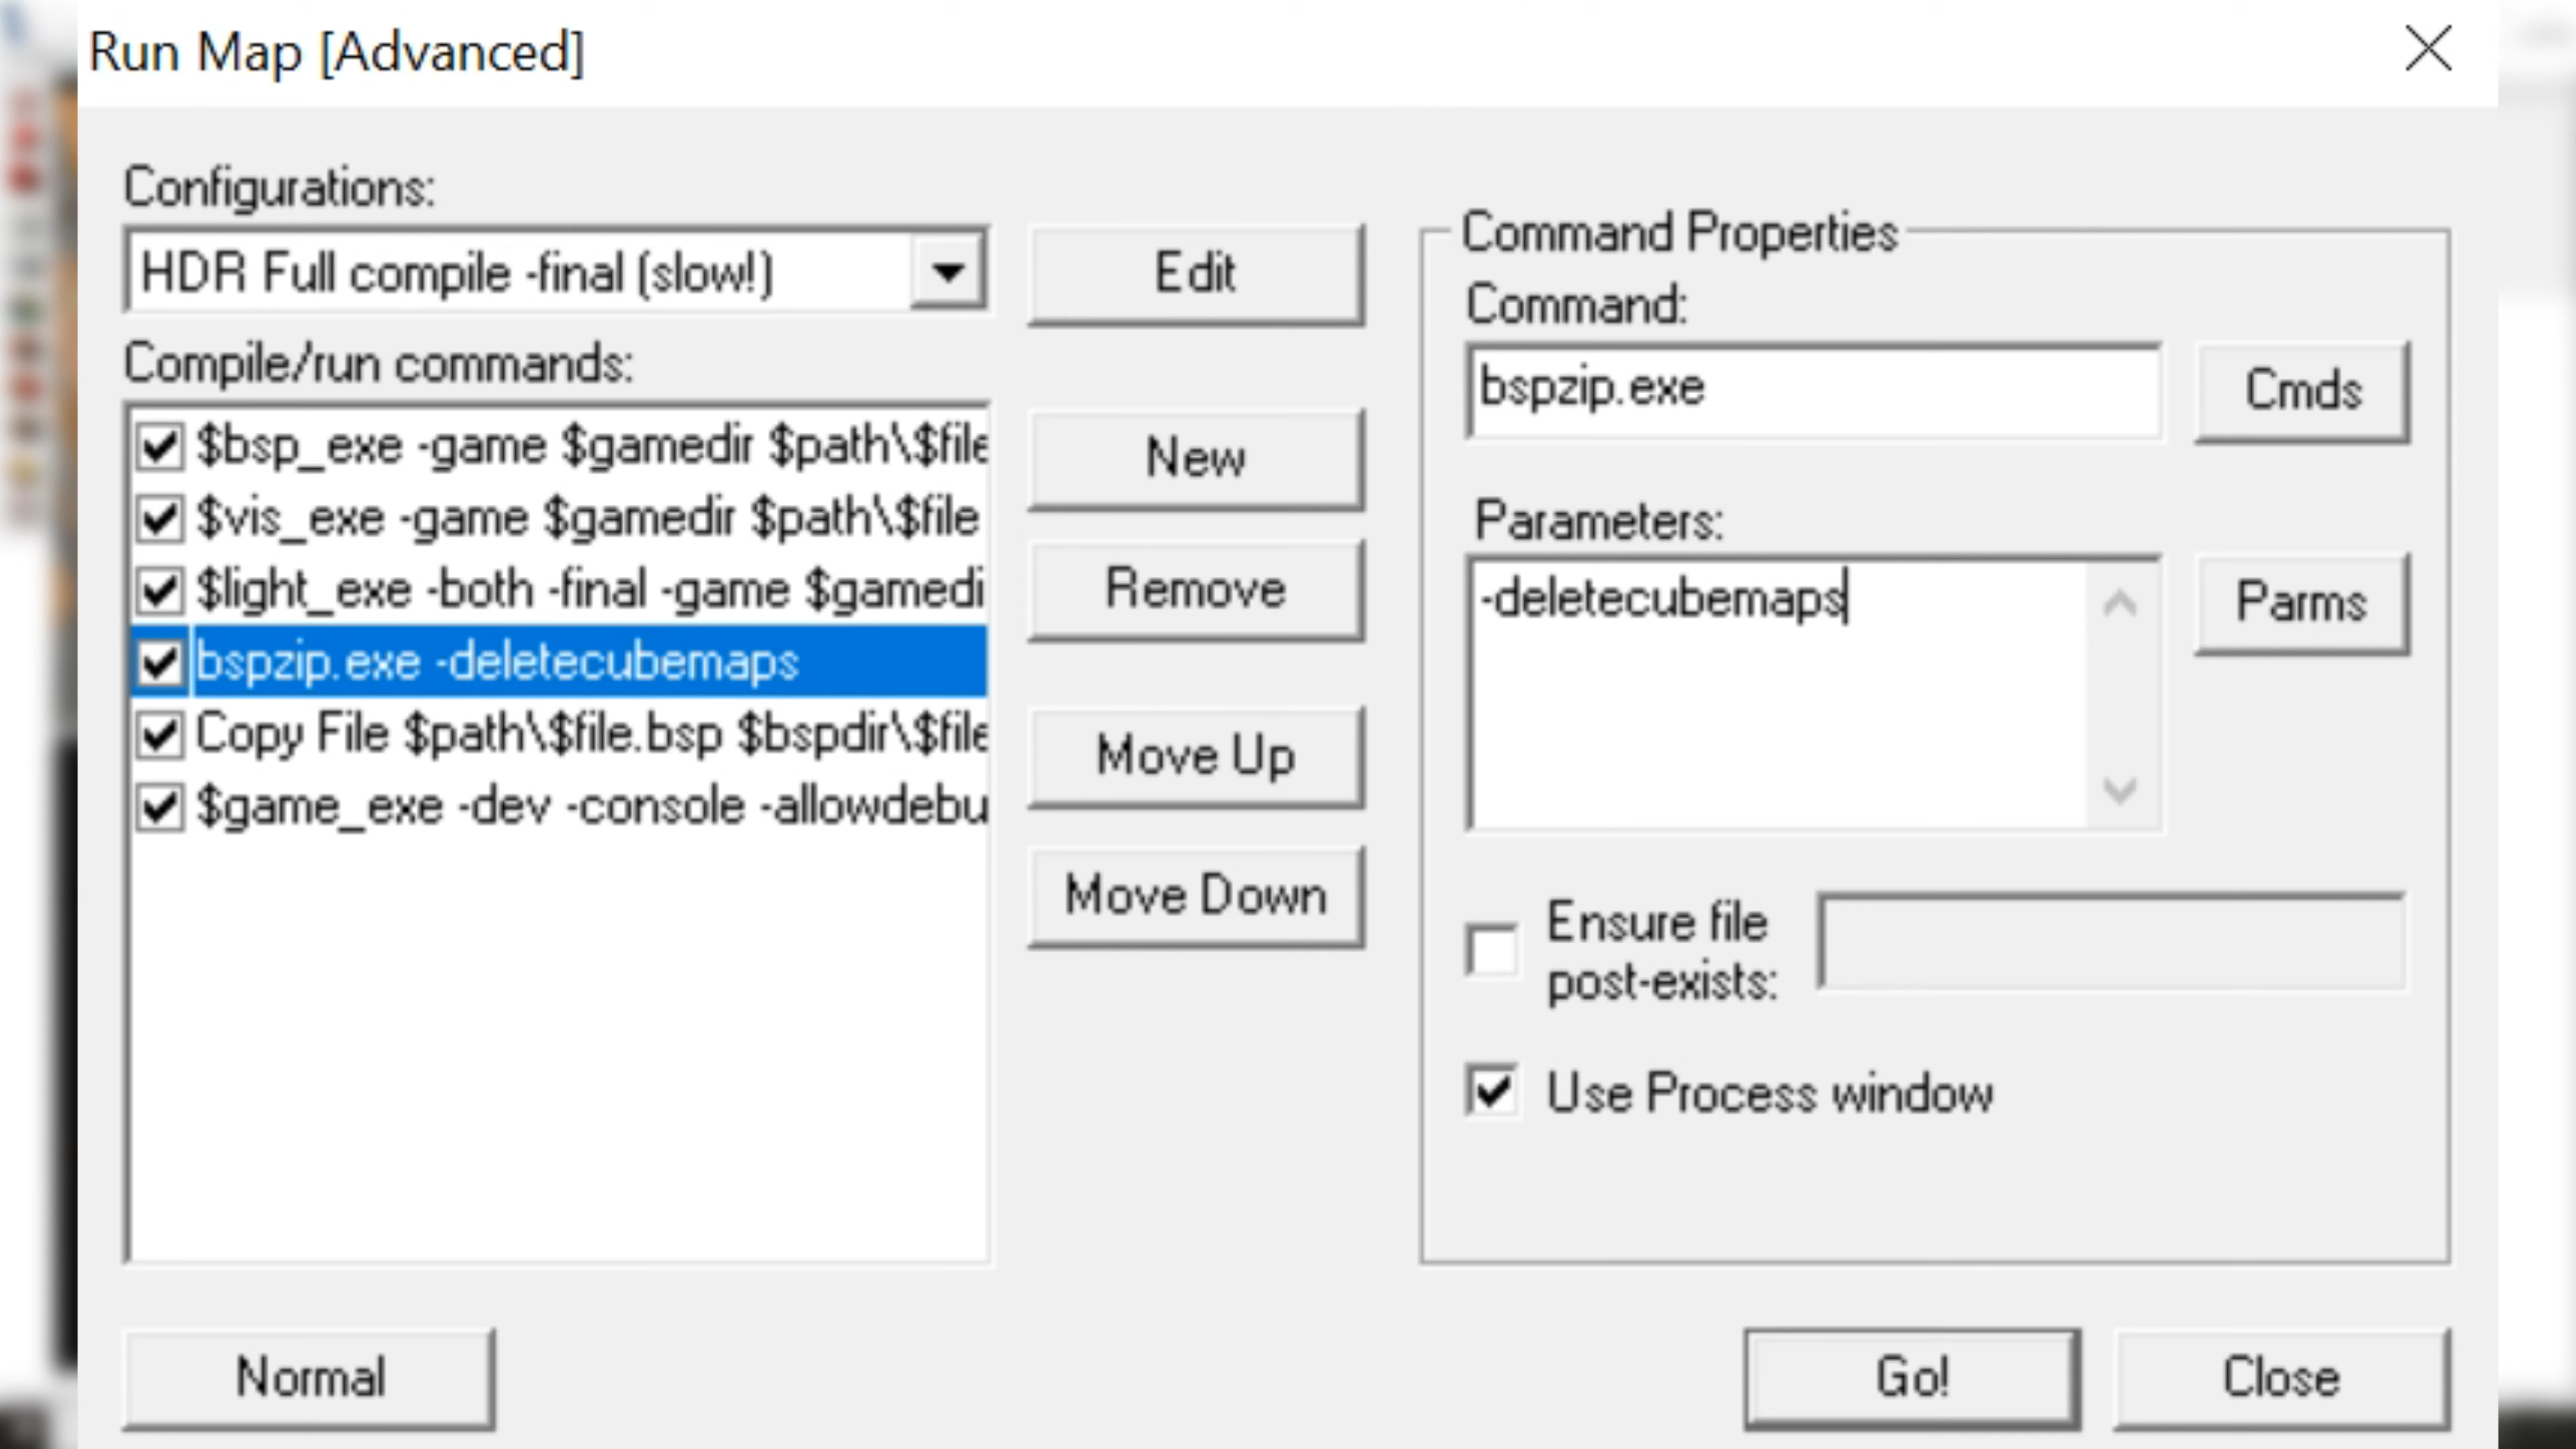 Run Map [Advanced]
Configurations:
HDR Full compile -final (slow!)
Edit
Compile/run commands:
$bsp_exe -game $gamedir $path\$file
$vis_exe -game $gamedir $path\$file
$light_exe -both -final -game $gamedi
bspzip.exe -deletecubemaps
Copy File $path\$file.bsp $bspdir\$file
$game_exe -dev -console -allowdebu
New
Remove
Move Up
Move Down
Command Properties
Command:
bspzip.exe
Cmds
Parameters:
-deletecubemaps
Parms
Ensure file
post-exists:
Use Process window
Normal
Go!
Close